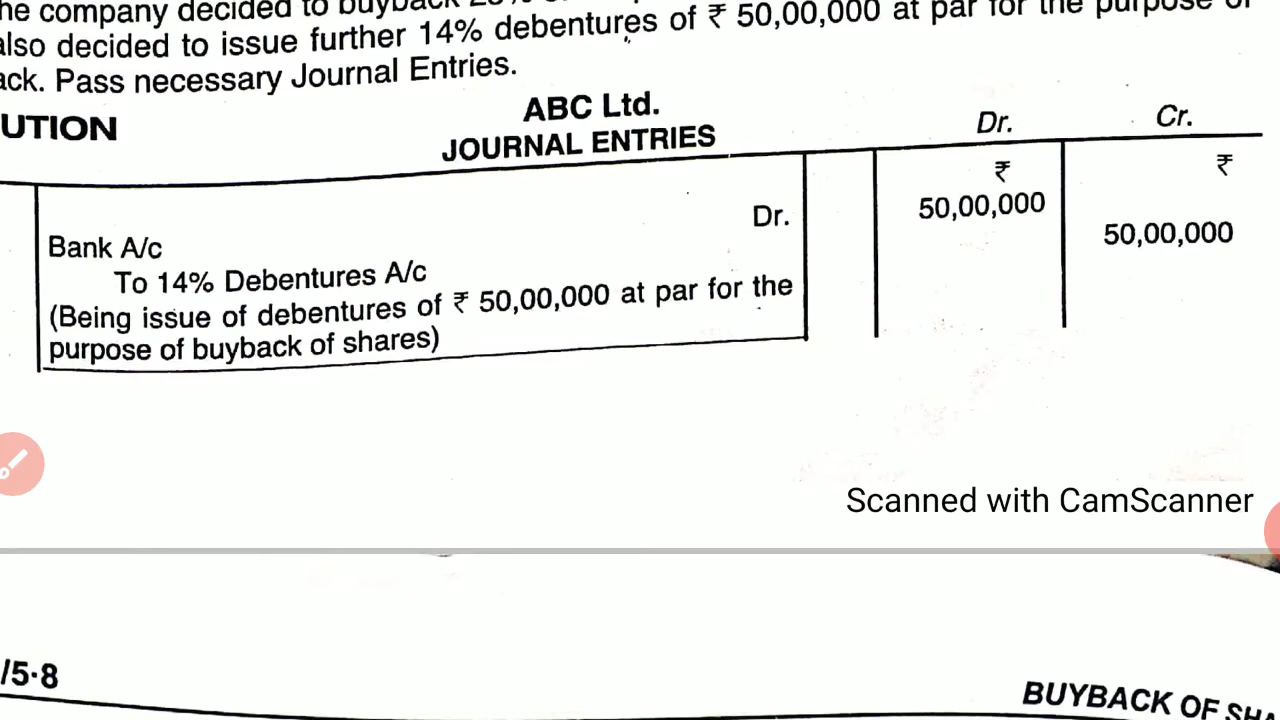 he company decided to buyback
also decided to issue further 14% debentures of ₹ 50,00,000 at par for the purpose of
ack. Pass necessary Journal Entries.
UTION
ABC Ltd.
JOURNAL ENTRIES
Dr. Cr.
₹ ₹
Bank A/c Dr. 50,00,000
To 14% Debentures A/c 50,00,000
(Being issue of debentures of ₹ 50,00,000 at par for the
purpose of buyback of shares)
Scanned with CamScanner
/5·8
BUYBACK OF SHA